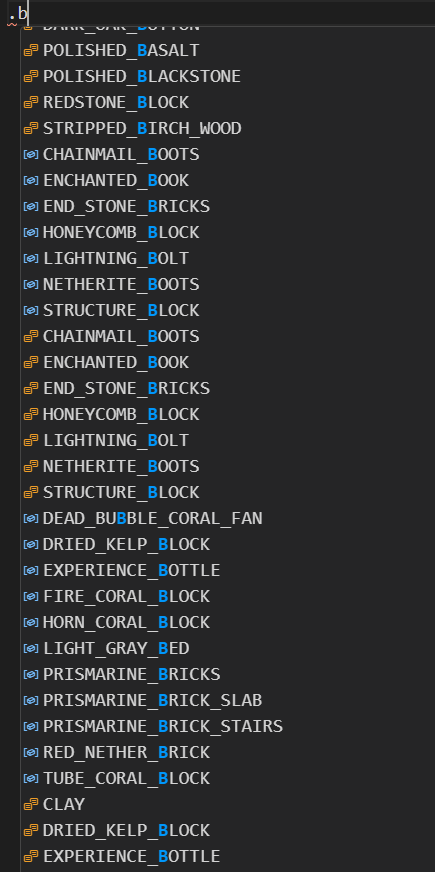 .b
DARK_OAK_BUTTON
POLISHED_BASALT
POLISHED_BLACKSTONE
REDSTONE_BLOCK
STRIPPED_BIRCH_WOOD
CHAINMAIL_BOOTS
ENCHANTED_BOOK
END_STONE_BRICKS
HONEYCOMB_BLOCK
LIGHTNING_BOLT
NETHERITE_BOOTS
STRUCTURE_BLOCK
CHAINMAIL_BOOTS
ENCHANTED_BOOK
END_STONE_BRICKS
HONEYCOMB_BLOCK
LIGHTNING_BOLT
NETHERITE_BOOTS
STRUCTURE_BLOCK
DEAD_BUBBLE_CORAL_FAN
DRIED_KELP_BLOCK
EXPERIENCE_BOTTLE
FIRE_CORAL_BLOCK
HORN_CORAL_BLOCK
LIGHT_GRAY_BED
PRISMARINE_BRICKS
PRISMARINE_BRICK_SLAB
PRISMARINE_BRICK_STAIRS
RED_NETHER_BRICK
TUBE_CORAL_BLOCK
CLAY
DRIED_KELP_BLOCK
EXPERIENCE_BOTTLE